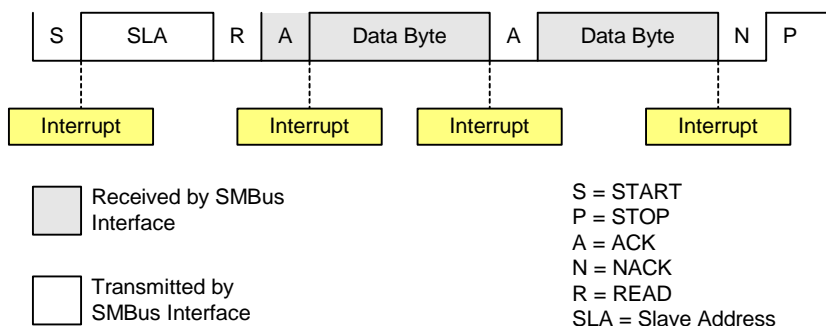 S SLA R A Data Byte A Data Byte N P
Interrupt Interrupt Interrupt Interrupt
Received by SMBus
Interface
Transmitted by
SMBus Interface
S = START
P = STOP
A = ACK
N = NACK
R = READ
SLA = Slave Address